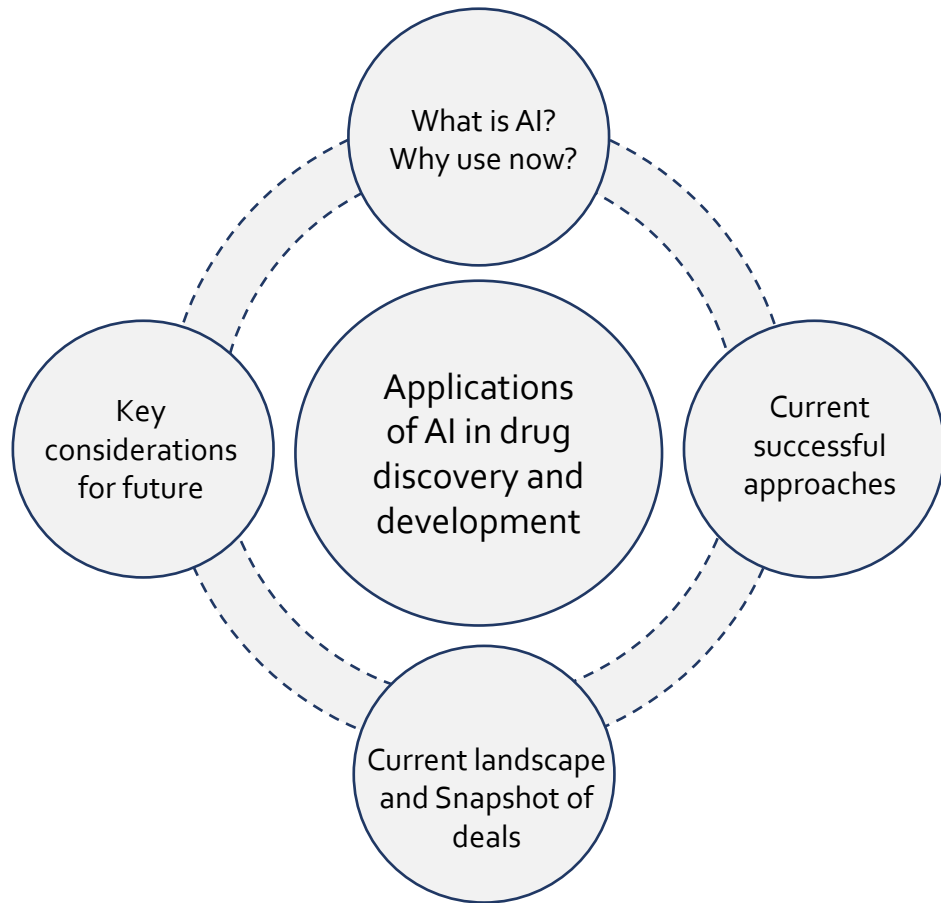 What is AI?
Why use now?
Key
considerations
for future
Applications
of AI in drug
discovery and
development
Current
successful
approaches
Current landscape
and Snapshot of
deals